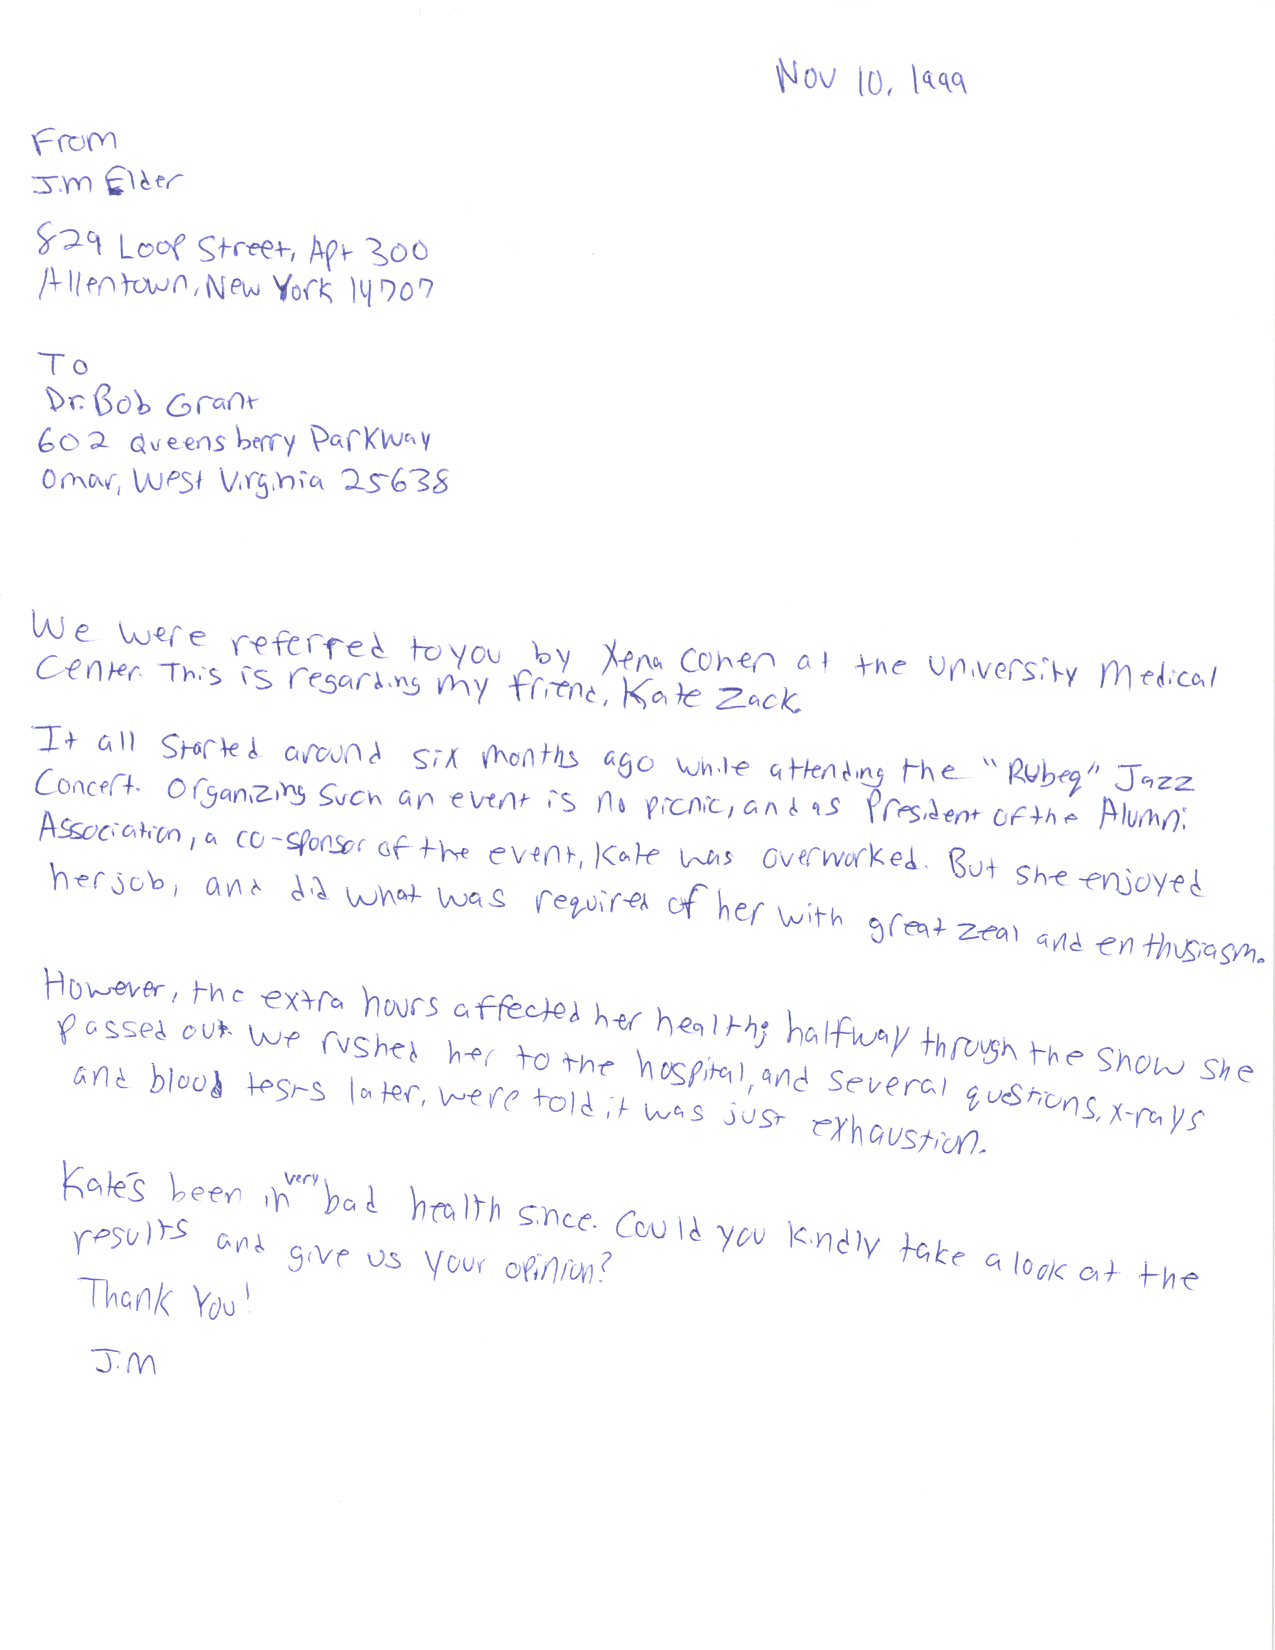 Nov 10, 1999
From
J.M Elder
829 Loop Street, Apt 300
Allentown, New York 14707
To
Dr. Bob Grant
602 Queensberry Parkway
Omar, West Virginia 25638
We were referred to you by Xena Cohen at the University Medical
Center. This is regarding my friend, Kate Zack.
It all started around six months ago while attending the "Rubeq" Jazz
Concert. Organizing such an event is no picnic, and as President of the Alumni
Association, a co-sponsor of the event, Kate was overworked. But she enjoyed
her job, and did what was required of her with great zeal and enthusiasm.
However, the extra hours affected her health; halfway through the show she
passed out. We rushed her to the hospital, and several questions, x-rays
and blood tests later, were told it was just exhaustion.
Kate's been in very bad health since. Could you kindly take a look at the
results and give us your opinion?
Thank You!
J.M